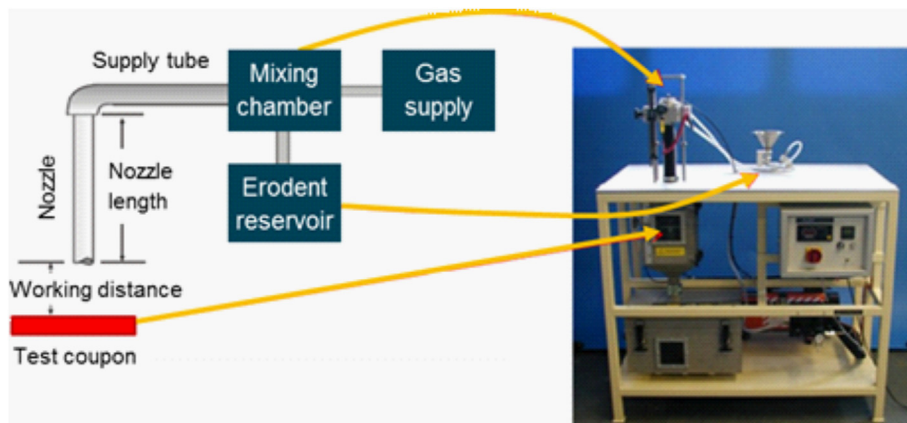 Supply tube
Mixing
chamber
Gas
supply
Nozzle
Nozzle
length
Erodent
reservoir
Working distance
Test coupon